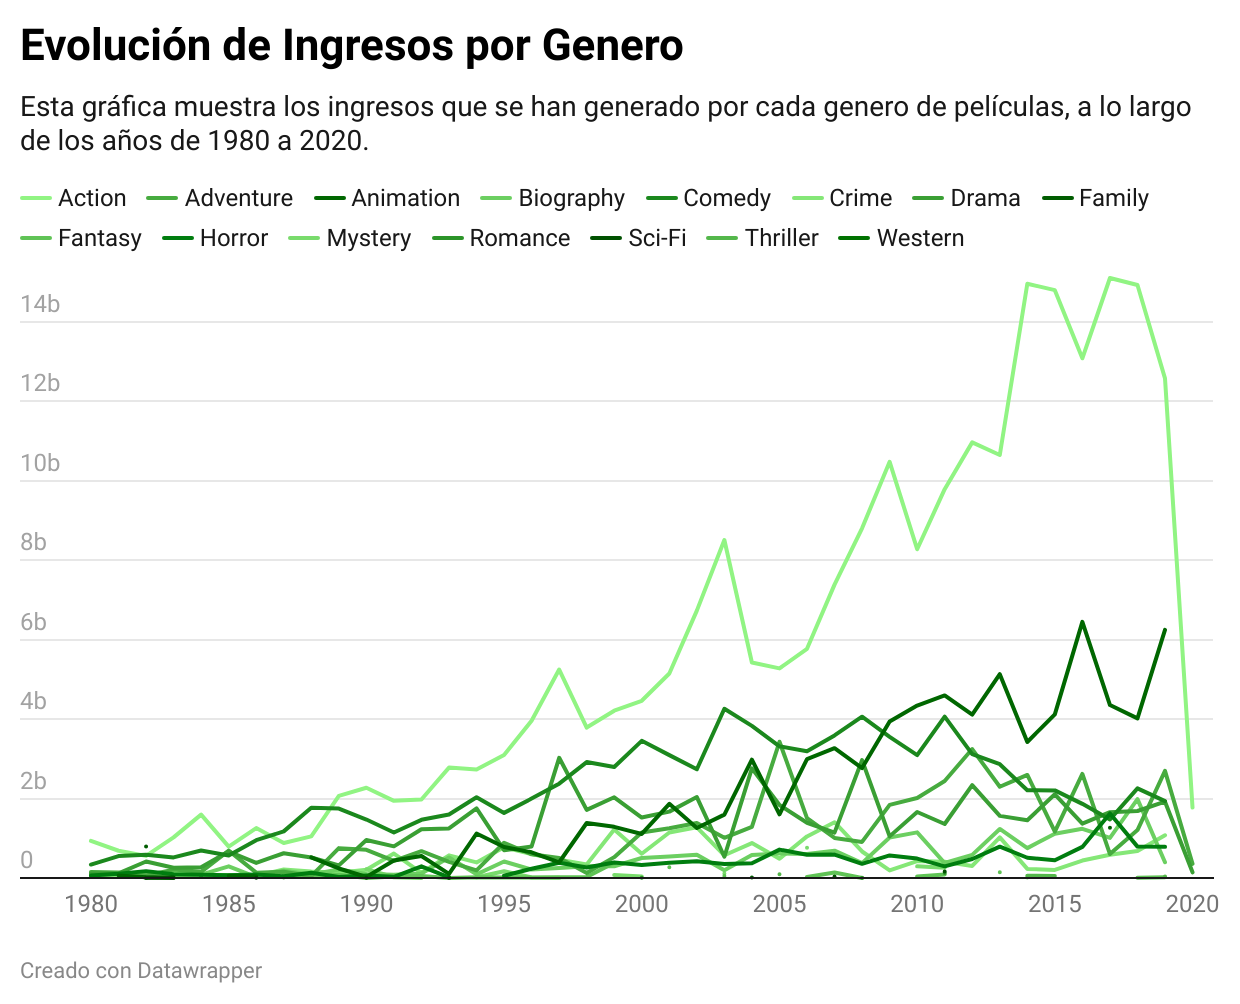 Evolución de Ingresos por Genero
Esta gráfica muestra los ingresos que se han generado por cada genero de películas, a lo largo
de los años de 1980 a 2020.
Action Adventure Animation Biography Comedy Crime Drama Family
Fantasy Horror Mystery Romance Sci-Fi Thriller Western
14b
12b
10b
8b
6b
4b
2b
0
1980 1985 1990 1995 2000 2005 2010 2015 2020
Creado con Datawrapper